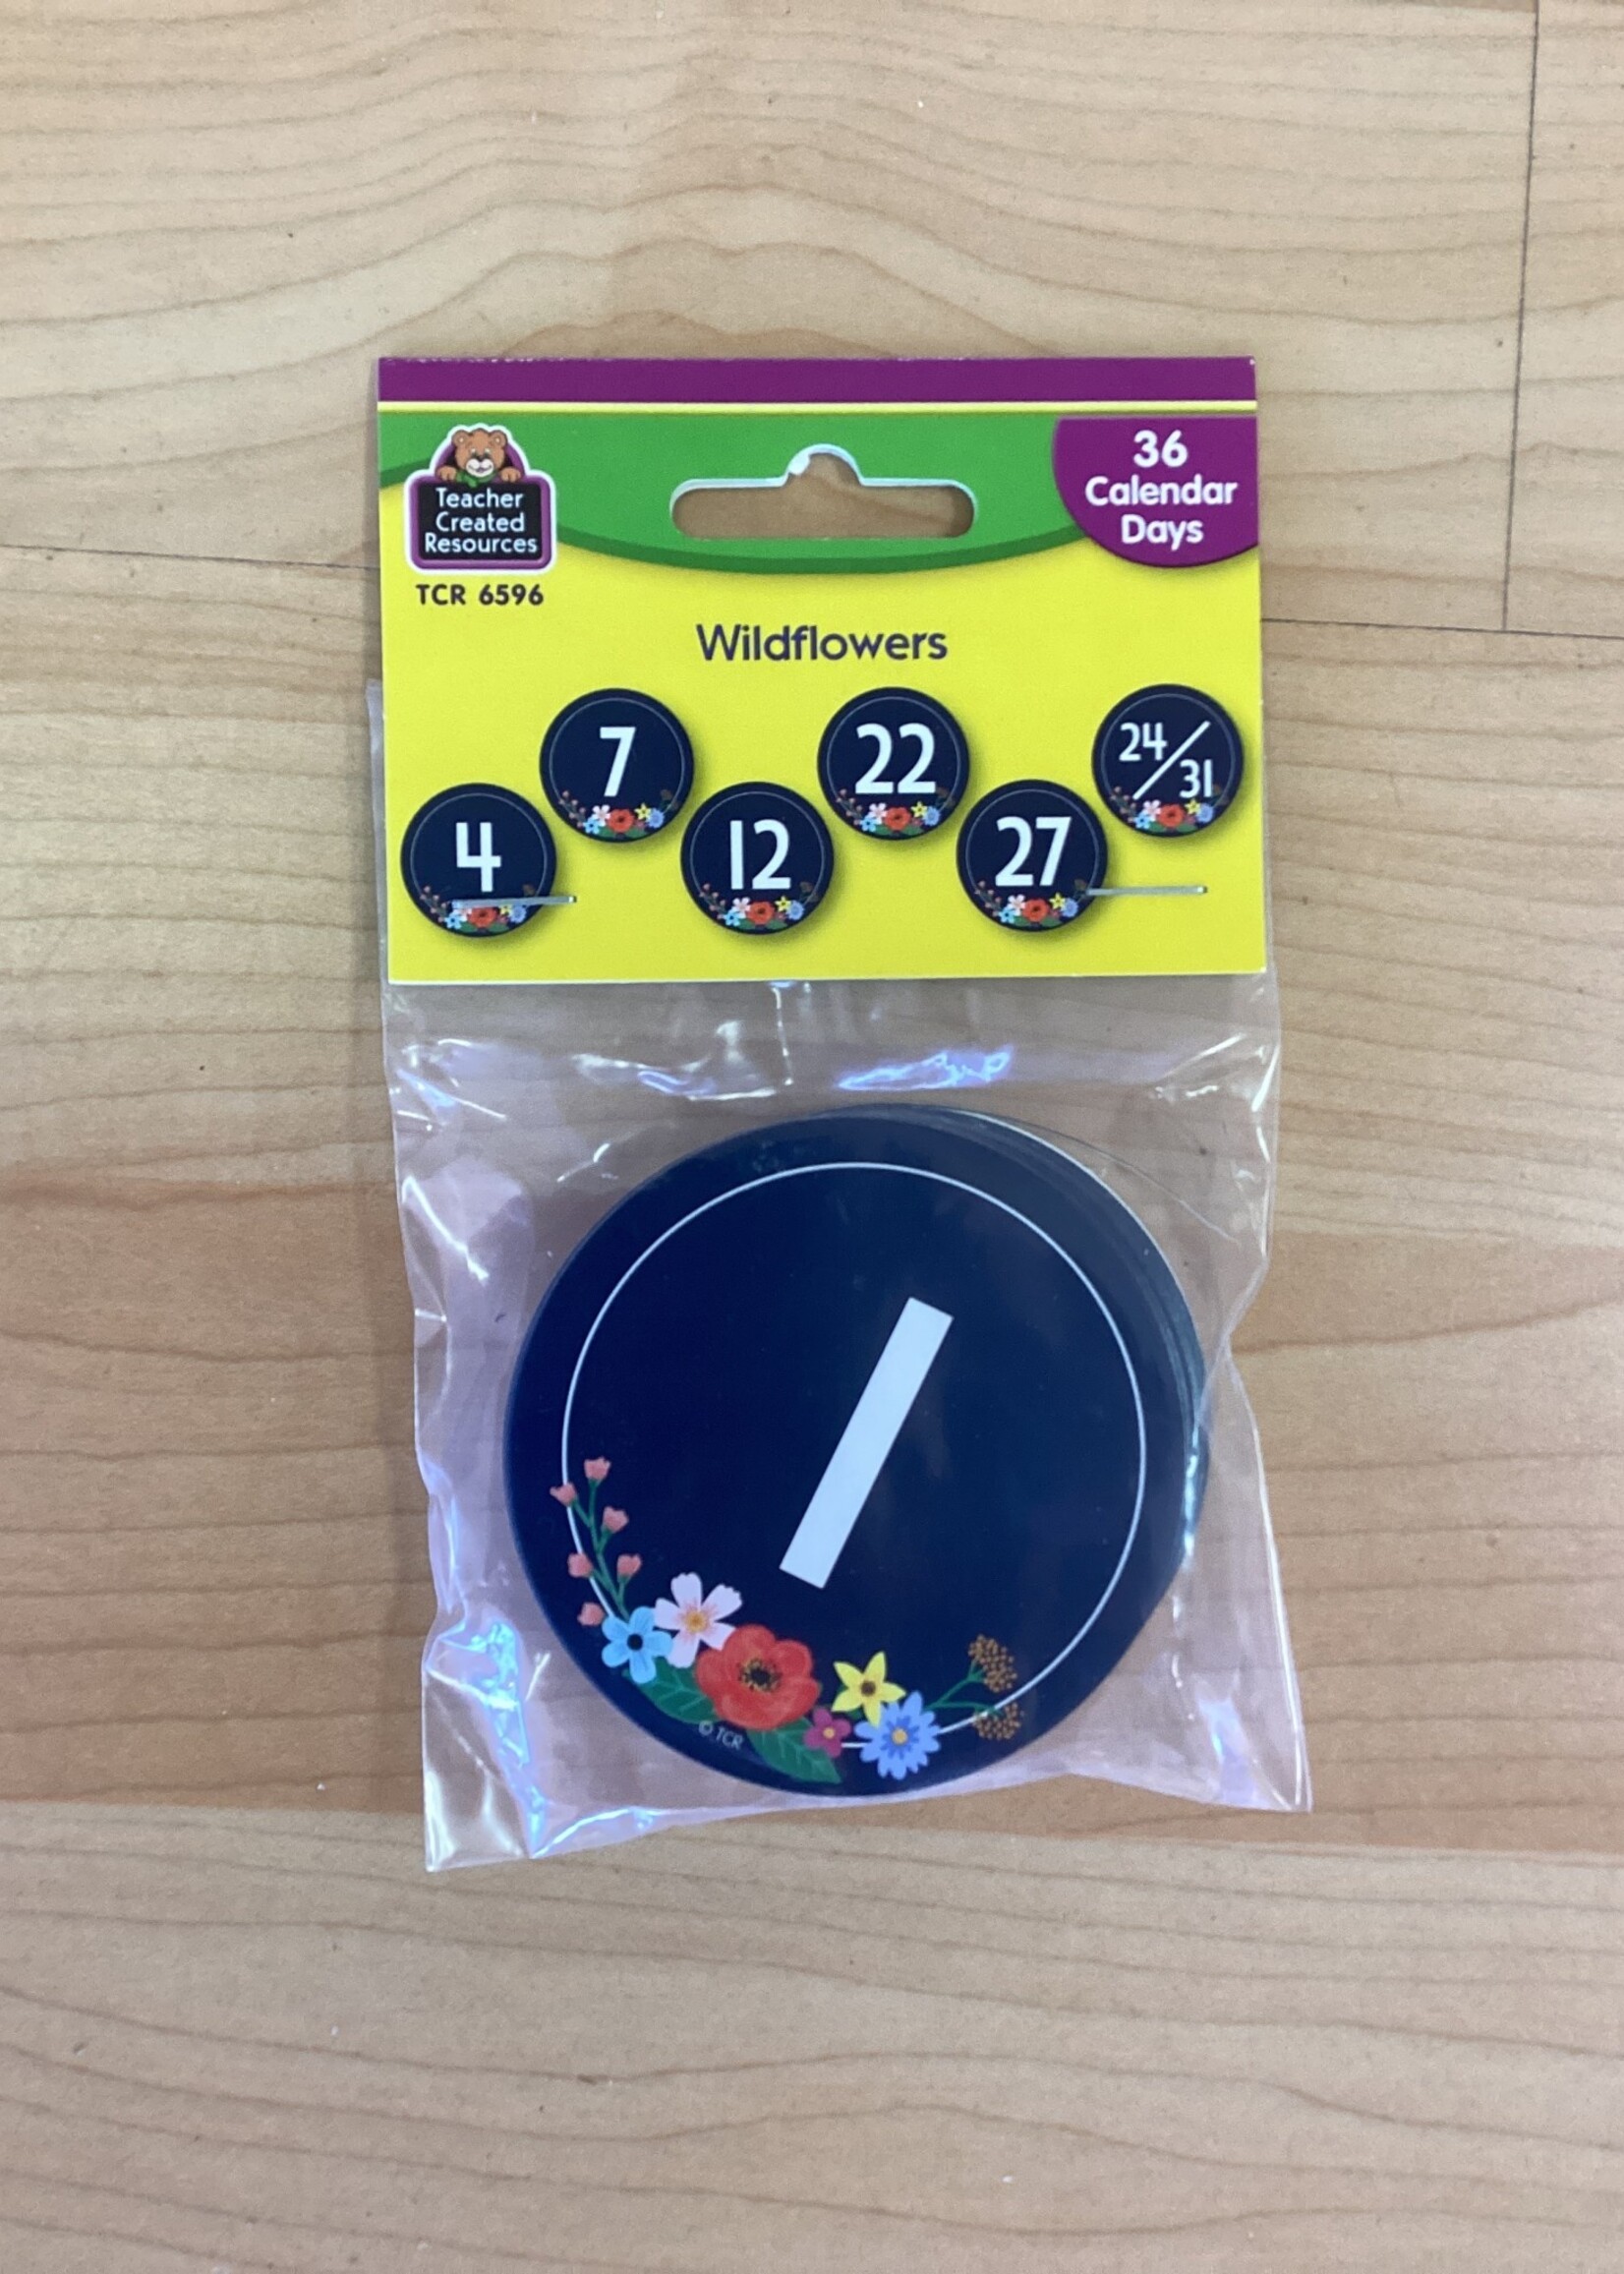 Teacher
Created
Resources
TCR 6596
36
Calendar
Days
Wildflowers
4
7
12
22
27
24/31
1
© TCR